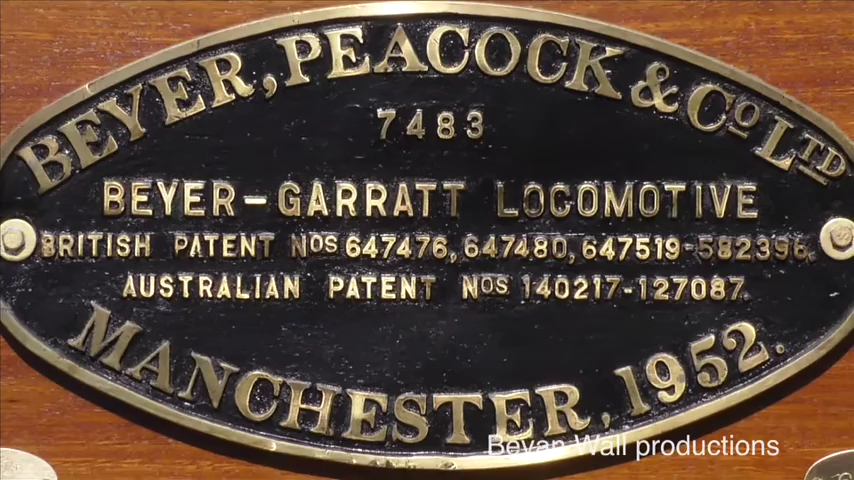 BEYER, PEACOCK & CO LTD
7483
BEYER-GARRATT LOCOMOTIVE
BRITISH PATENT NOS 647476, 647480, 647519-582396.
AUSTRALIAN PATENT NOS 140217-127087
MANCHESTER, 1952.
Bevan Wall productions